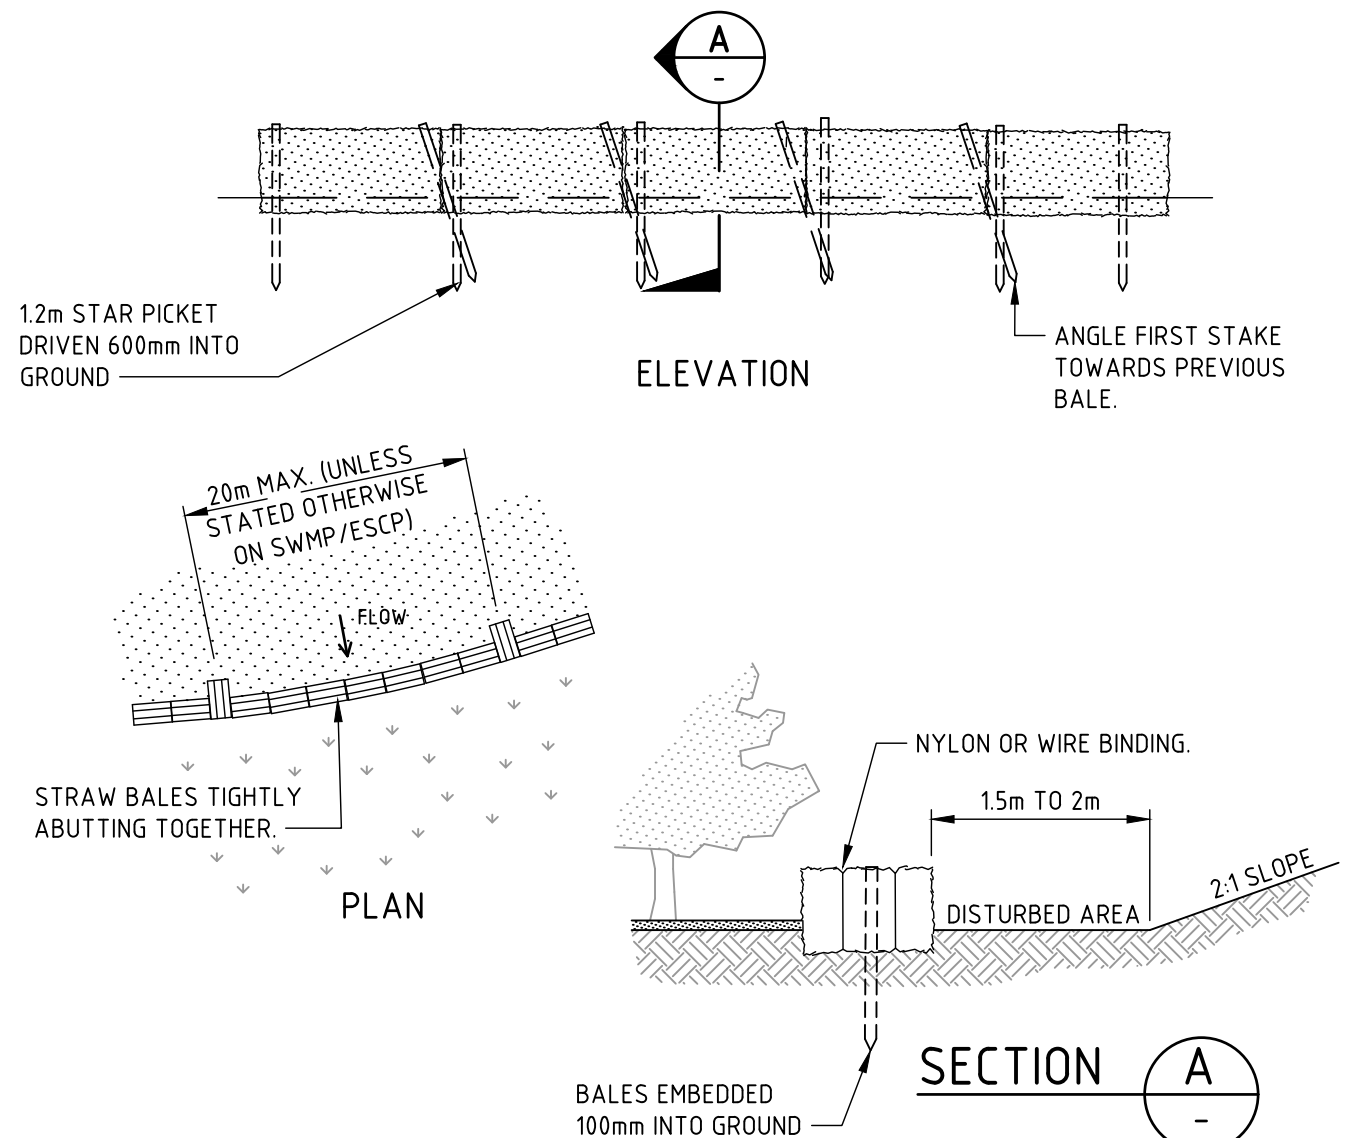 A
-
1.2m STAR PICKET
DRIVEN 600mm INTO
GROUND
ELEVATION
ANGLE FIRST STAKE
TOWARDS PREVIOUS
BALE.
20m MAX. (UNLESS
STATED OTHERWISE
ON SWMP/ESCP)
FLOW
STRAW BALES TIGHTLY
ABUTTING TOGETHER.
PLAN
NYLON OR WIRE BINDING.
1.5m TO 2m
DISTURBED AREA
2:1 SLOPE
BALES EMBEDDED
100mm INTO GROUND
SECTION
A
-